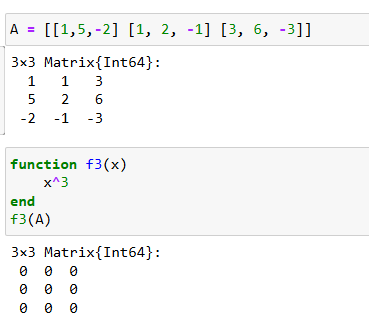 A = [[1,5,-2] [1, 2, -1] [3, 6, -3]]
3×3 Matrix{Int64}:
  1   1   3
  5   2   6
 -2  -1  -3
function f3(x)
    x^3
end
f3(A)
3×3 Matrix{Int64}:
 0  0  0
 0  0  0
 0  0  0